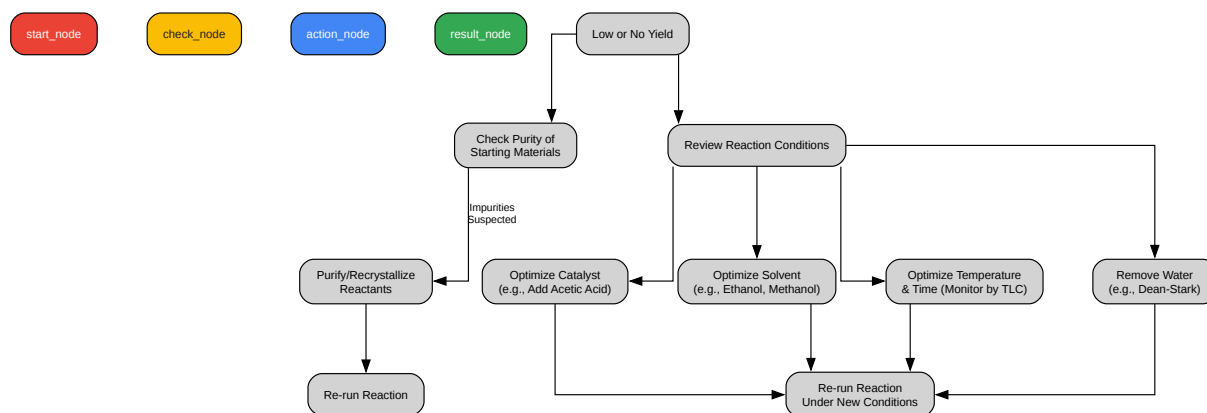 start_node
check_node
action_node
result_node
Low or No Yield
Check Purity of
Starting Materials
Review Reaction Conditions
Impurities
Suspected
Purify/Recrystallize
Reactants
Optimize Catalyst
(e.g., Add Acetic Acid)
Optimize Solvent
(e.g., Ethanol, Methanol)
Optimize Temperature
& Time (Monitor by TLC)
Remove Water
(e.g., Dean-Stark)
Re-run Reaction
Re-run Reaction
Under New Conditions